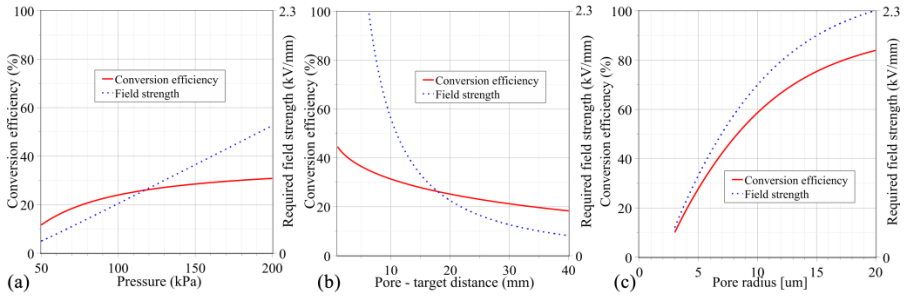 100
80
60
40
20
0
Conversion efficiency (%)
Conversion efficiency
Field strength
2.3
0
Required field strength (kV/mm)
50
100
150
200
Pressure (kPa)
(a)
100
80
60
40
20
0
Conversion efficiency (%)
Conversion efficiency
Field strength
2.3
0
Required field strength (kV/mm)
10
20
30
40
Pore - target distance (mm)
(b)
100
80
60
40
20
0
Conversion efficiency (%)
Conversion efficiency
Field strength
2.3
0
Required field strength (kV/mm)
0
5
10
15
20
Pore radius [um]
(c)